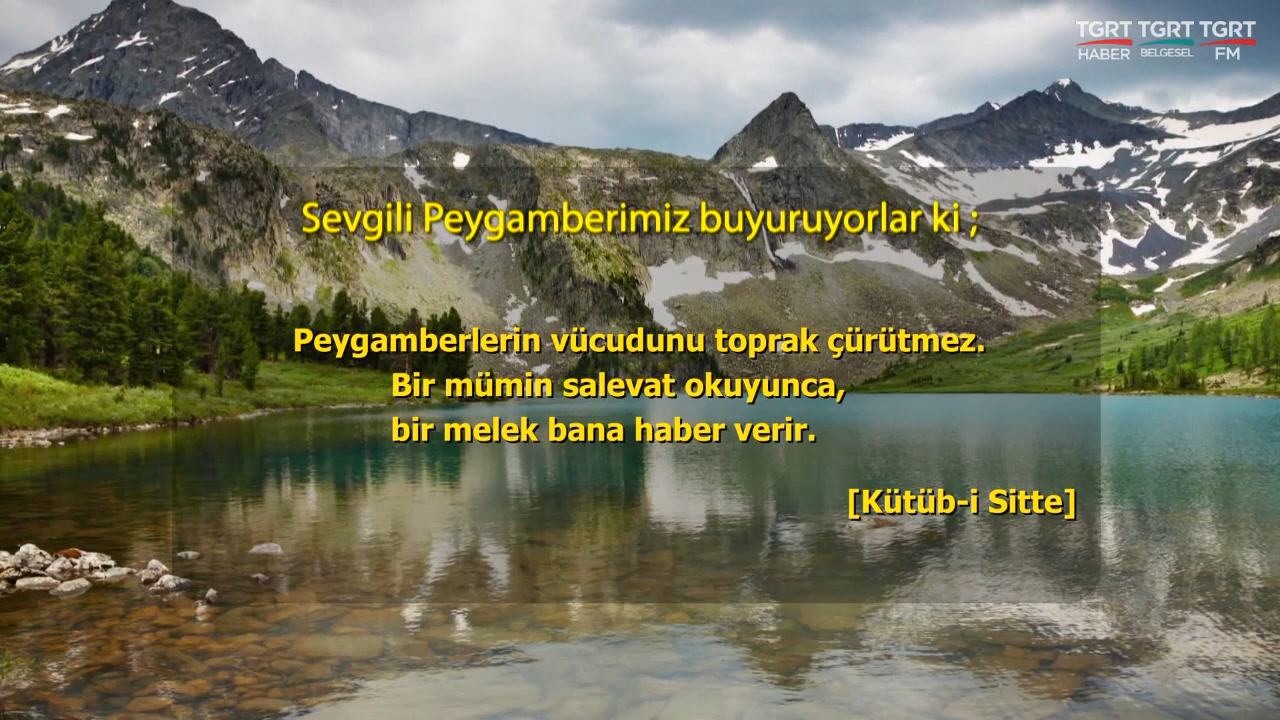 TGRT TGRT TGRT
HABER BELGESEL FM
Sevgili Peygamberimiz buyuruyorlar ki ;
Peygamberlerin vücudunu toprak çürütmez.
Bir mümin salevat okuyunca,
bir melek bana haber verir.
[Kütüb-i Sitte]